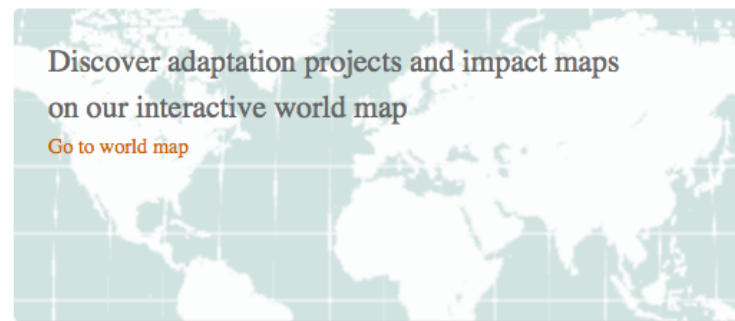 Discover adaptation projects and impact maps
on our interactive world map
Go to world map